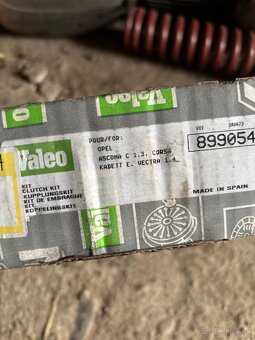 Valeo
POUR/FOR:
OPEL
ASCONA C 1.3. CORSA
KADETT E. VECTRA 1.4
899054
Valeo
KIT
CLUTCH KIT
KUPPLUNGSKIT
KIT DE EMBRAGUE
KIT
KOPPELINGSKIT
MADE IN SPAIN